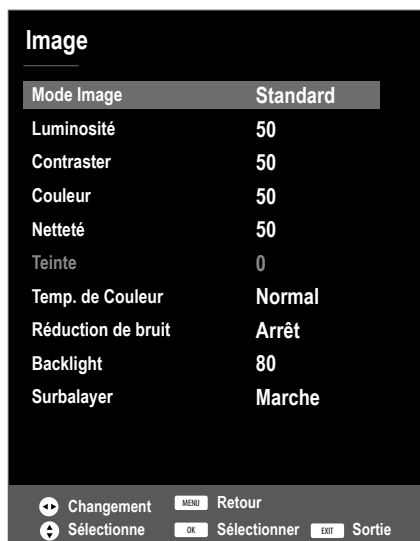 Image
Mode Image Standard
Luminosité 50
Contraster 50
Couleur 50
Netteté 50
Teinte 0
Temp. de Couleur Normal
Réduction de bruit Arrêt
Backlight 80
Surbalayer Marche
Changement MENU Retour
Sélectionne OK Sélectionner EXIT Sortie